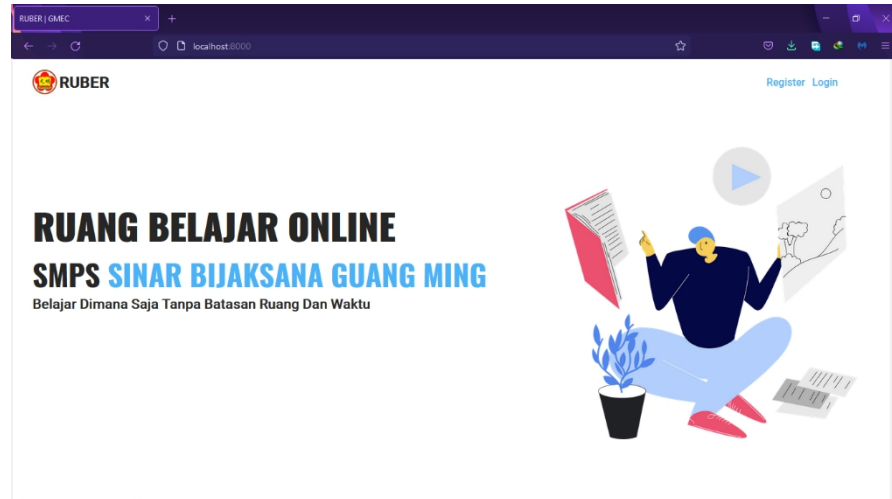 RUBER | GMEC
localhost:8000
RUBER
Register Login
RUANG BELAJAR ONLINE
SMPS SINAR BIJAKSANA GUANG MING
Belajar Dimana Saja Tanpa Batasan Ruang Dan Waktu